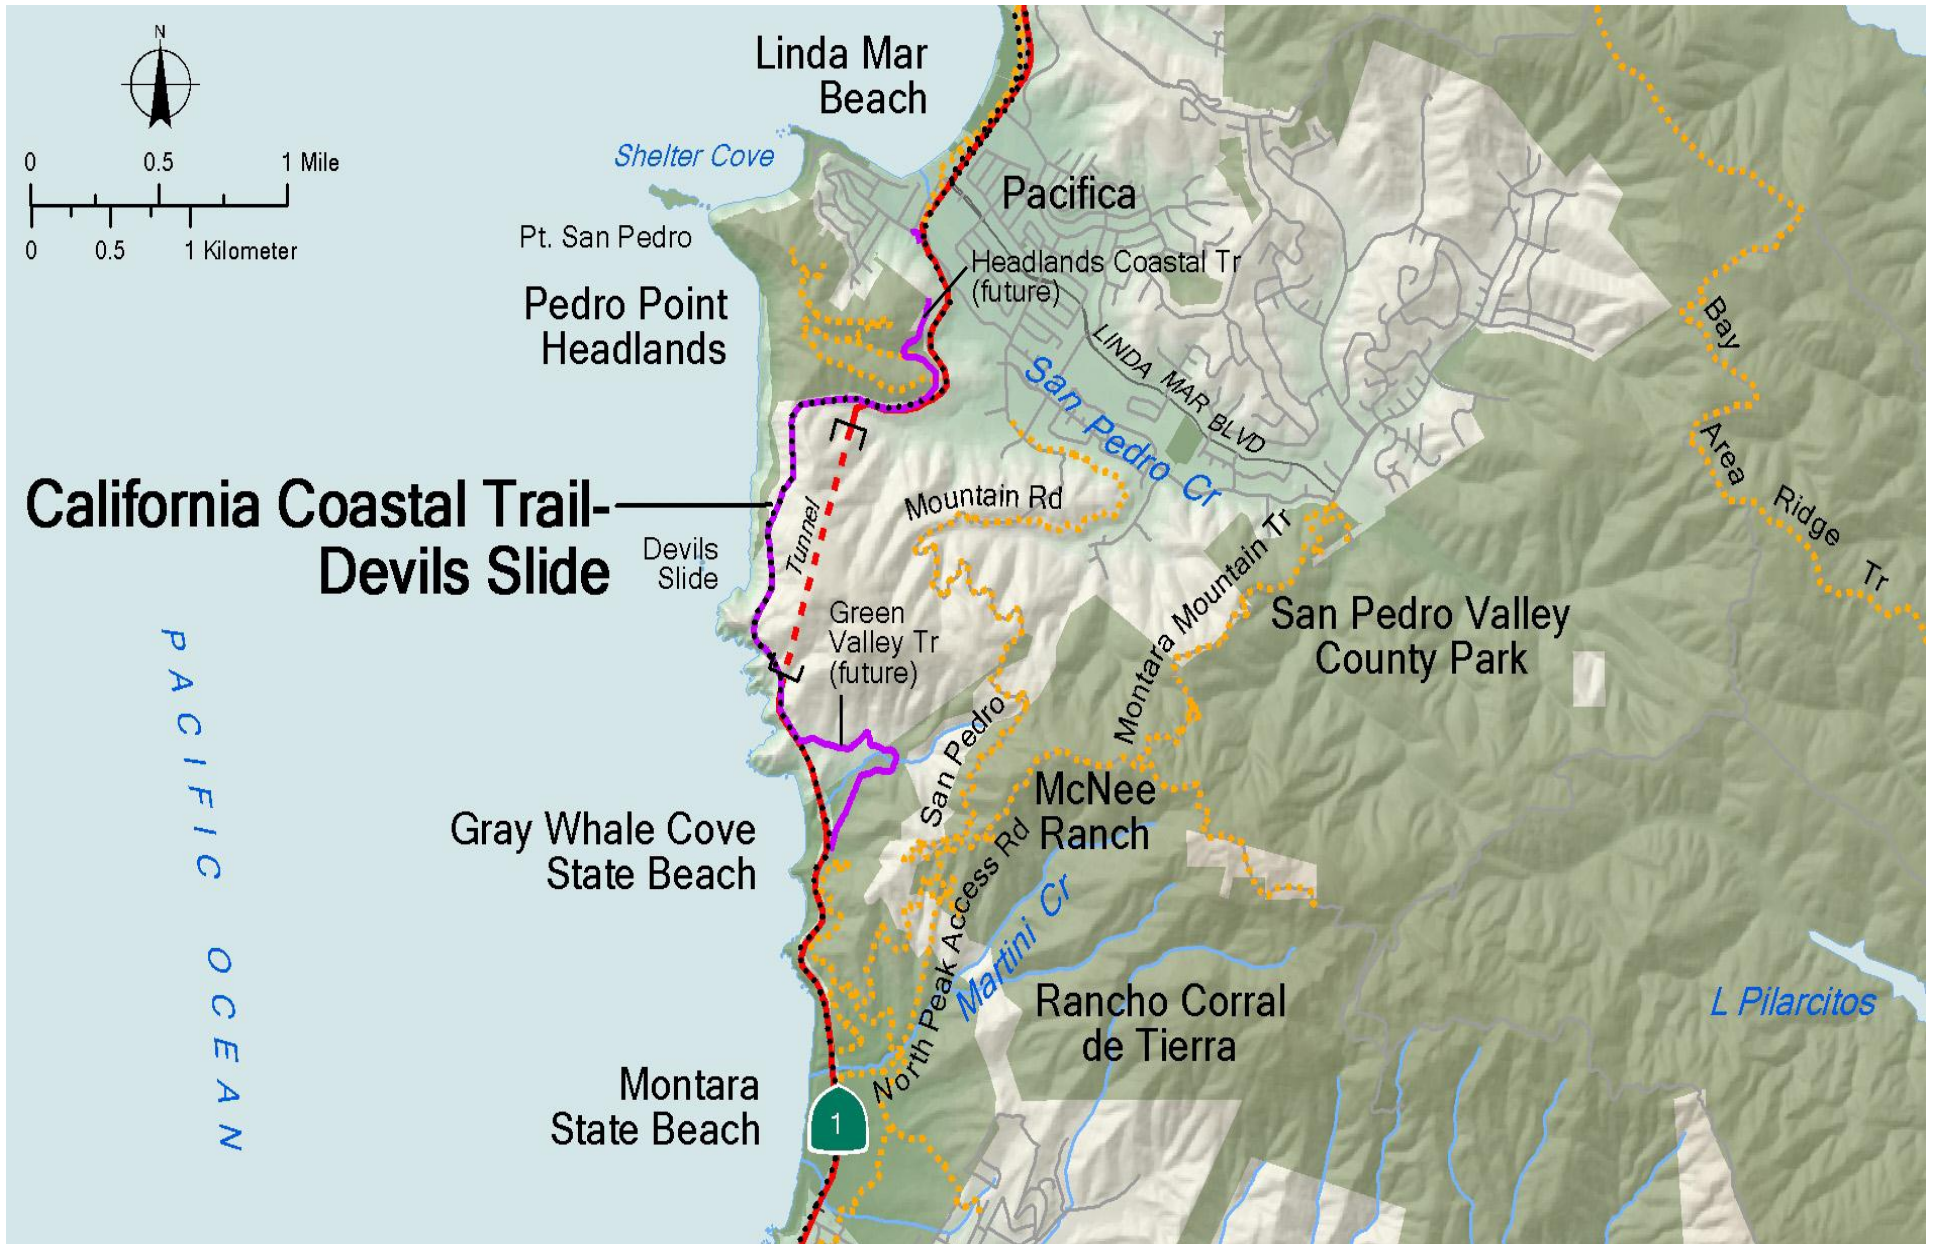 N
0 0.5 1 Mile
0 0.5 1 Kilometer
Linda Mar
Beach
Shelter Cove
Pacifica
Pt. San Pedro
Headlands Coastal Tr
(future)
Pedro Point
Headlands
LINDA MAR BLVD
San Pedro Cr
Bay Area Ridge Tr
California Coastal Trail-
Devils Slide
Devils
Slide
Tunnel
San Pedro Mountain Rd
Green
Valley Tr
(future)
Montara Mountain Tr
San Pedro Valley
County Park
PACIFIC OCEAN
McNee
Ranch
Gray Whale Cove
State Beach
North Peak Access Rd
Martini Cr
Rancho Corral
de Tierra
L Pilarcitos
Montara
State Beach
1